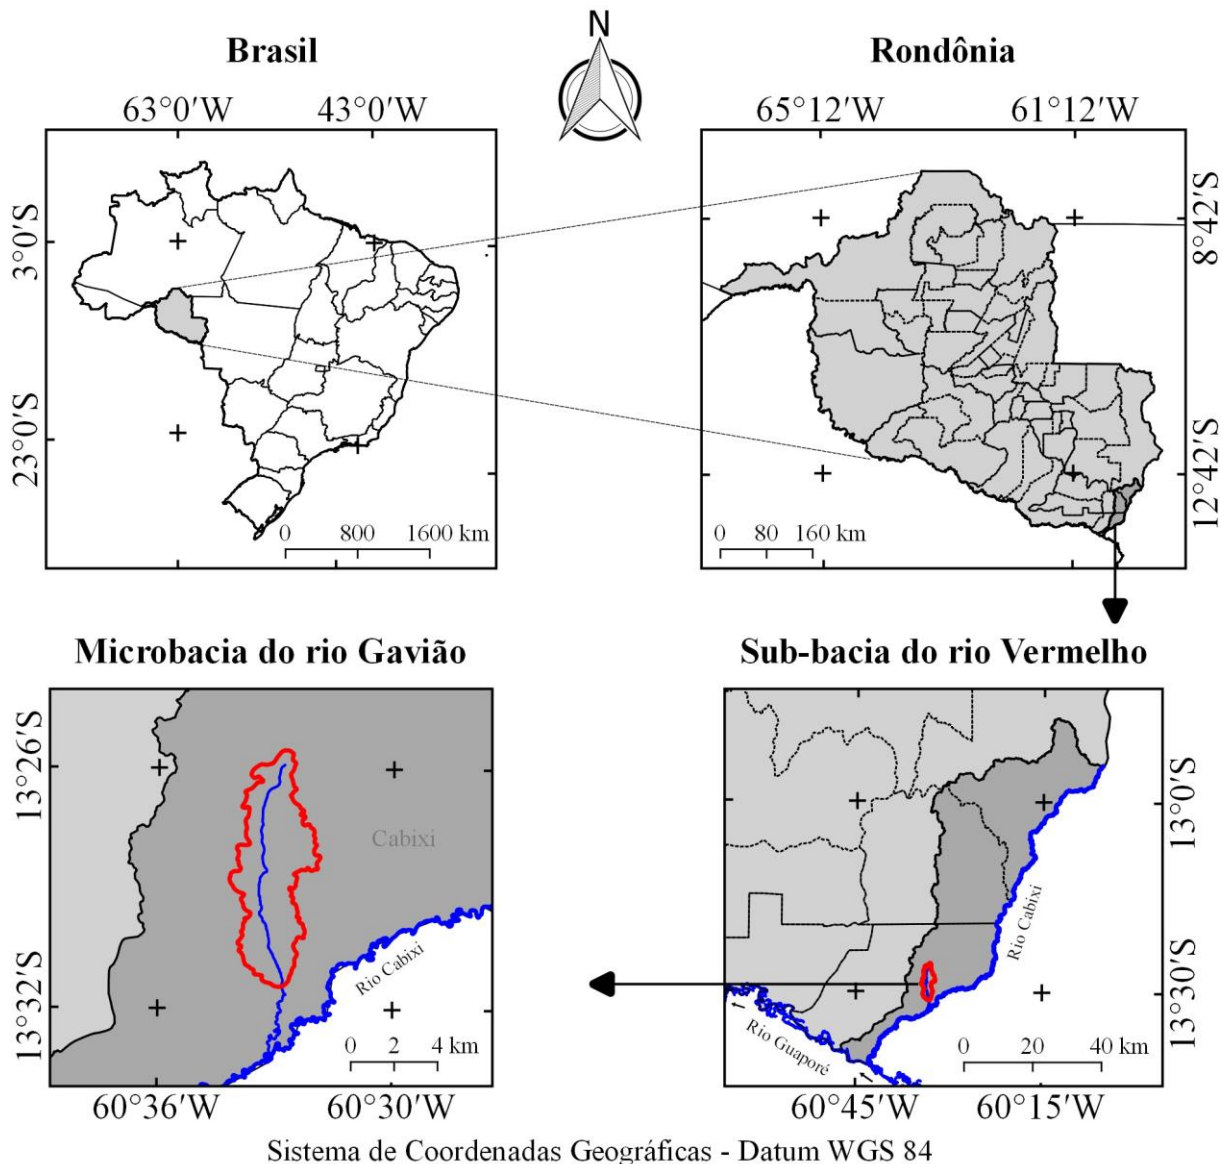 N
Brasil
63°0'W 43°0'W
3°0'S
23°0'S
0 800 1600 km
Rondônia
65°12'W 61°12'W
8°42'S
12°42'S
0 80 160 km
Microbacia do rio Gavião
13°26'S
13°32'S
Cabixi
Rio Cabixi
0 2 4 km
60°36'W 60°30'W
Sub-bacia do rio Vermelho
13°0'S
13°30'S
Rio Cabixi
Rio Guaporé
0 20 40 km
60°45'W 60°15'W
Sistema de Coordenadas Geográficas - Datum WGS 84